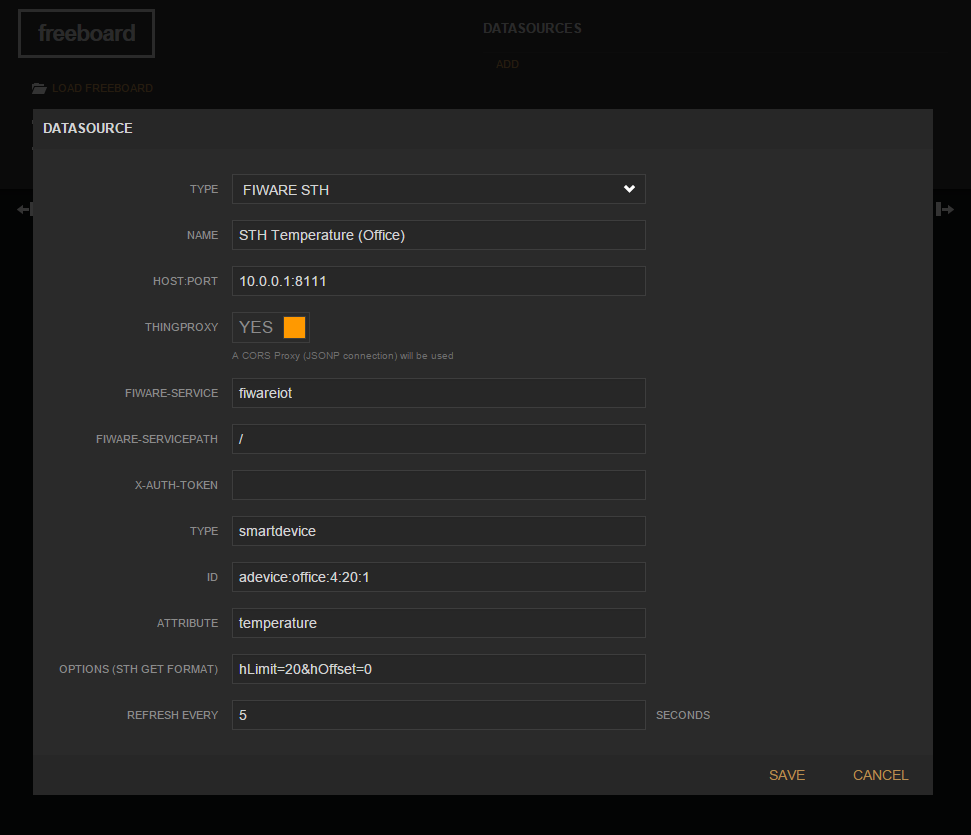 freeboard
DATASOURCES
ADD
LOAD FREEBOARD
DATASOURCE
TYPE FIWARE STH
NAME STH Temperature (Office)
HOST:PORT 10.0.0.1:8111
THINGPROXY YES
A CORS Proxy (JSONP connection) will be used
FIWARE-SERVICE fiwareiot
FIWARE-SERVICEPATH /
X-AUTH-TOKEN
TYPE smartdevice
ID adevice:office:4:20:1
ATTRIBUTE temperature
OPTIONS (STH GET FORMAT) hLimit=20&hOffset=0
REFRESH EVERY 5 SECONDS
SAVE CANCEL